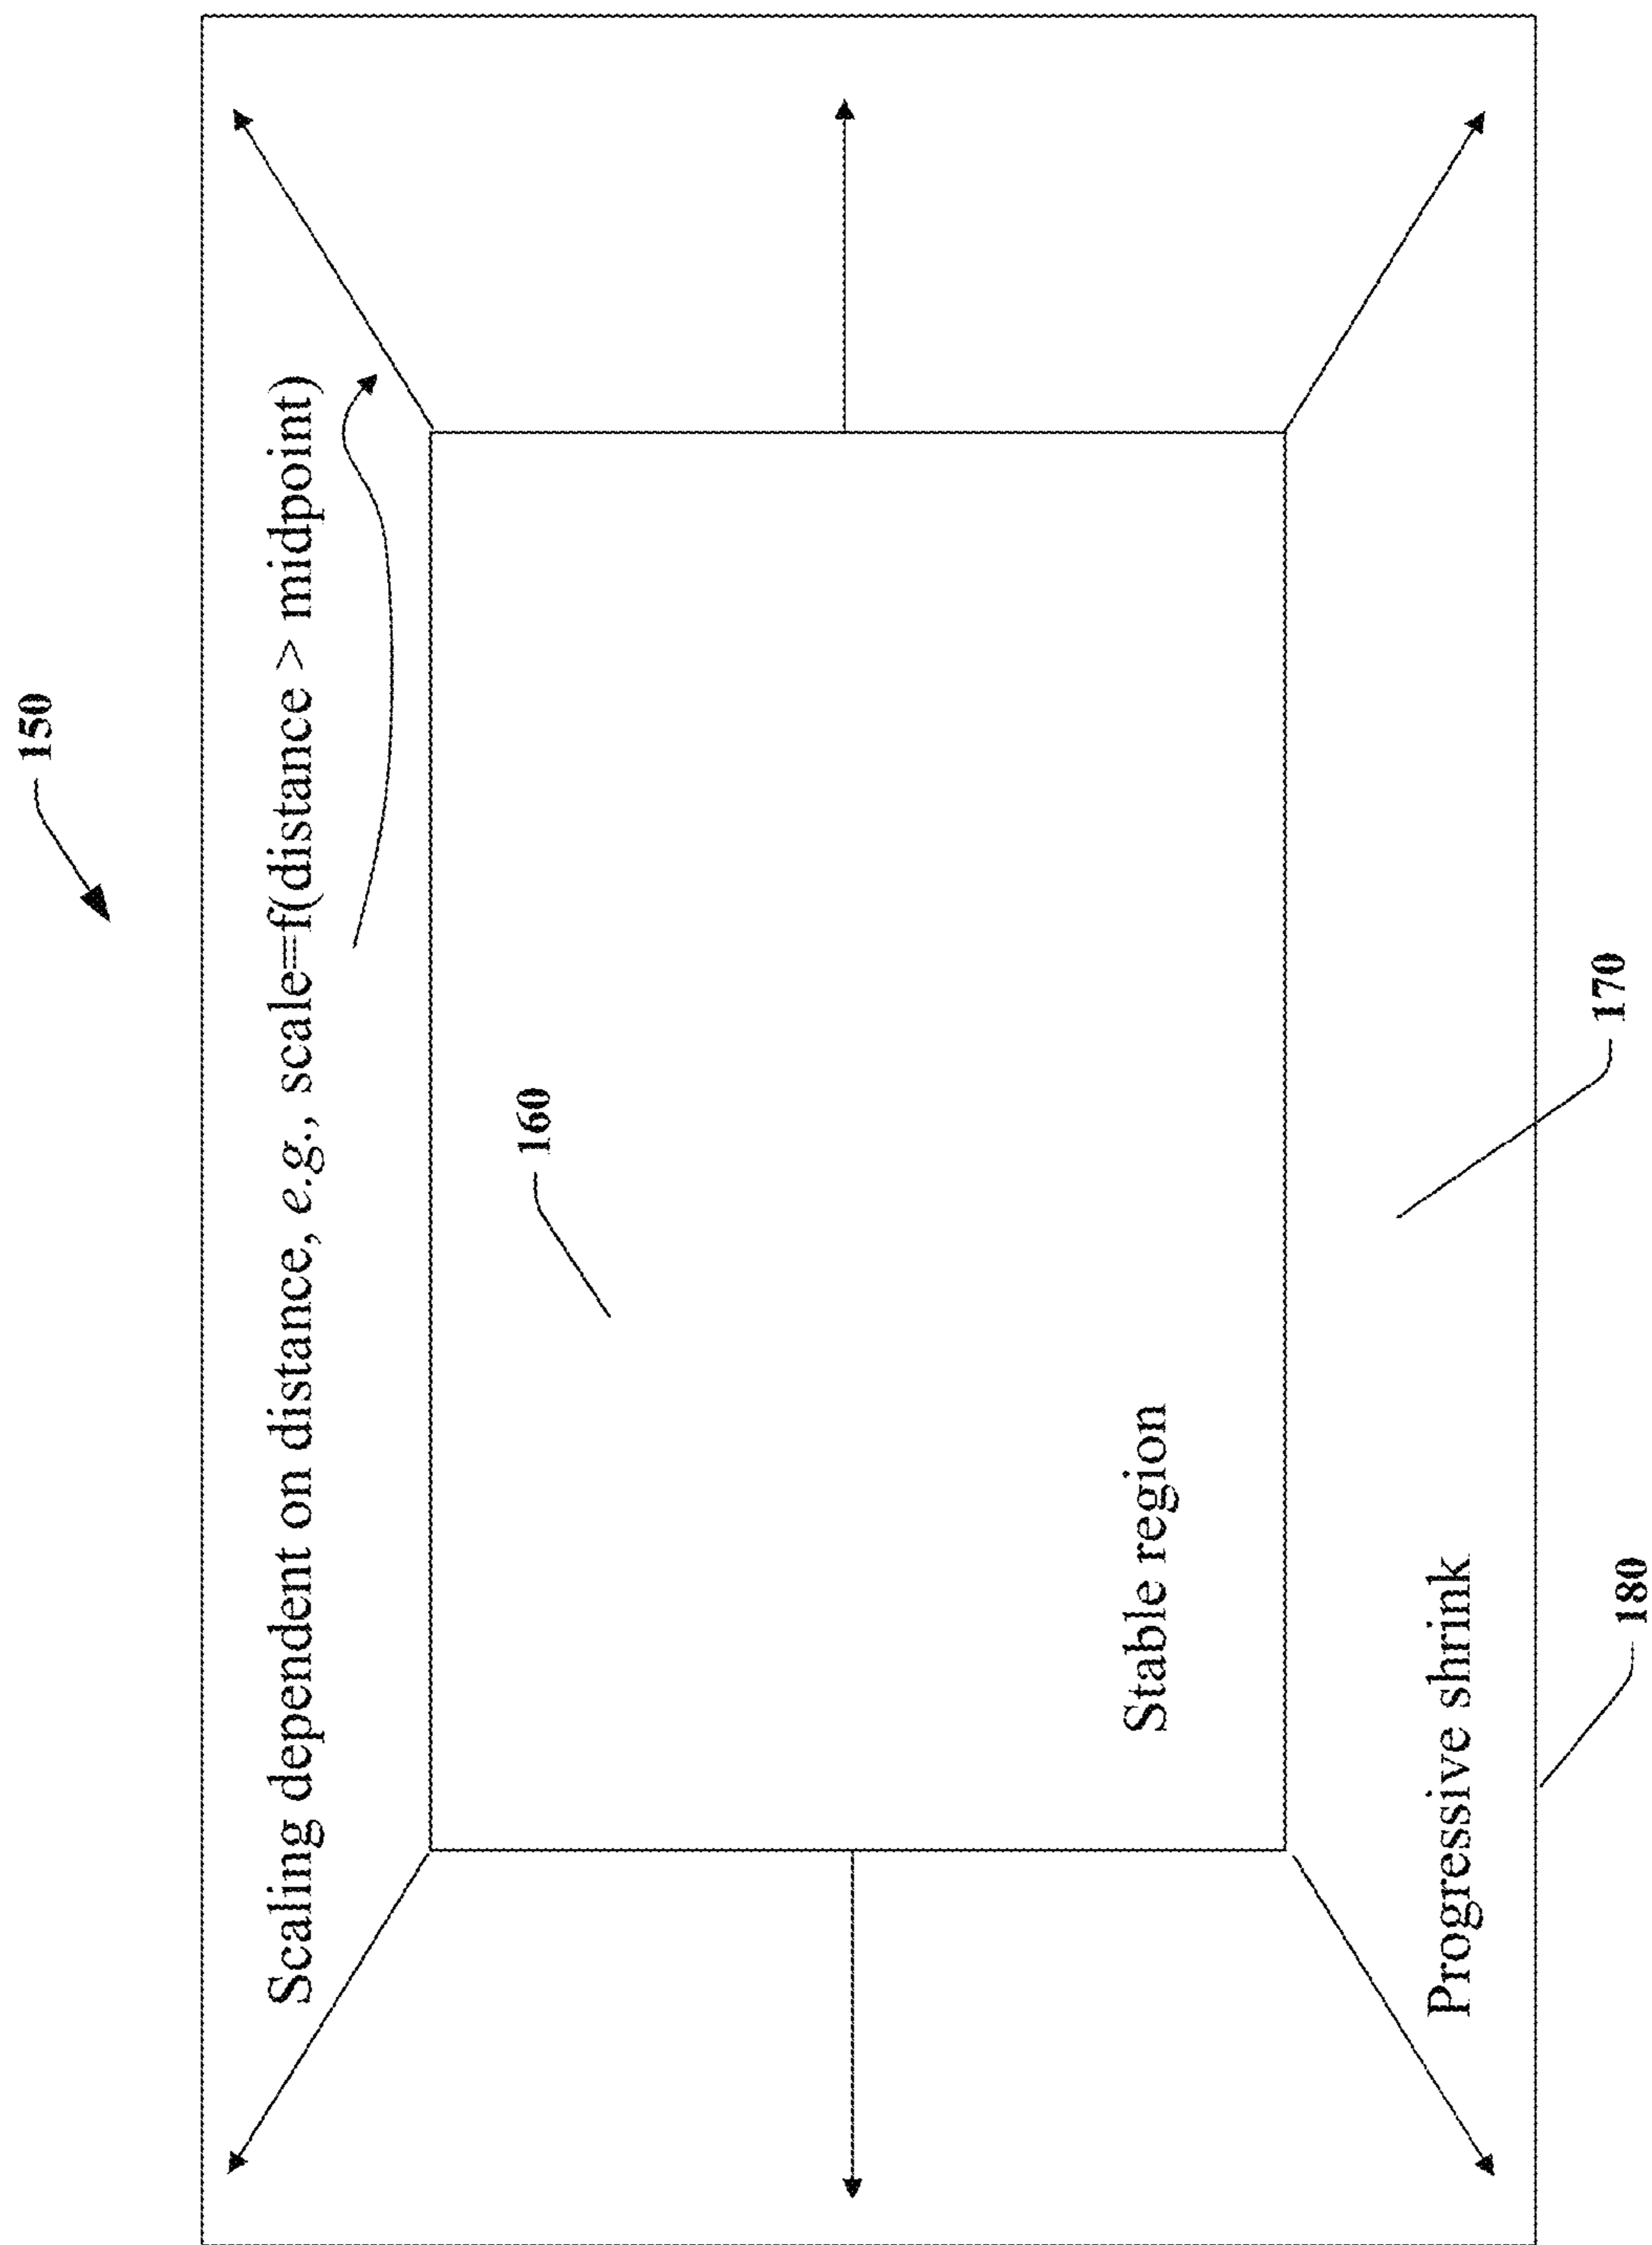 150
Scaling dependent on distance, e.g., scale=f(distance > midpoint)
160
Stable region
170
Progressive shrink
180